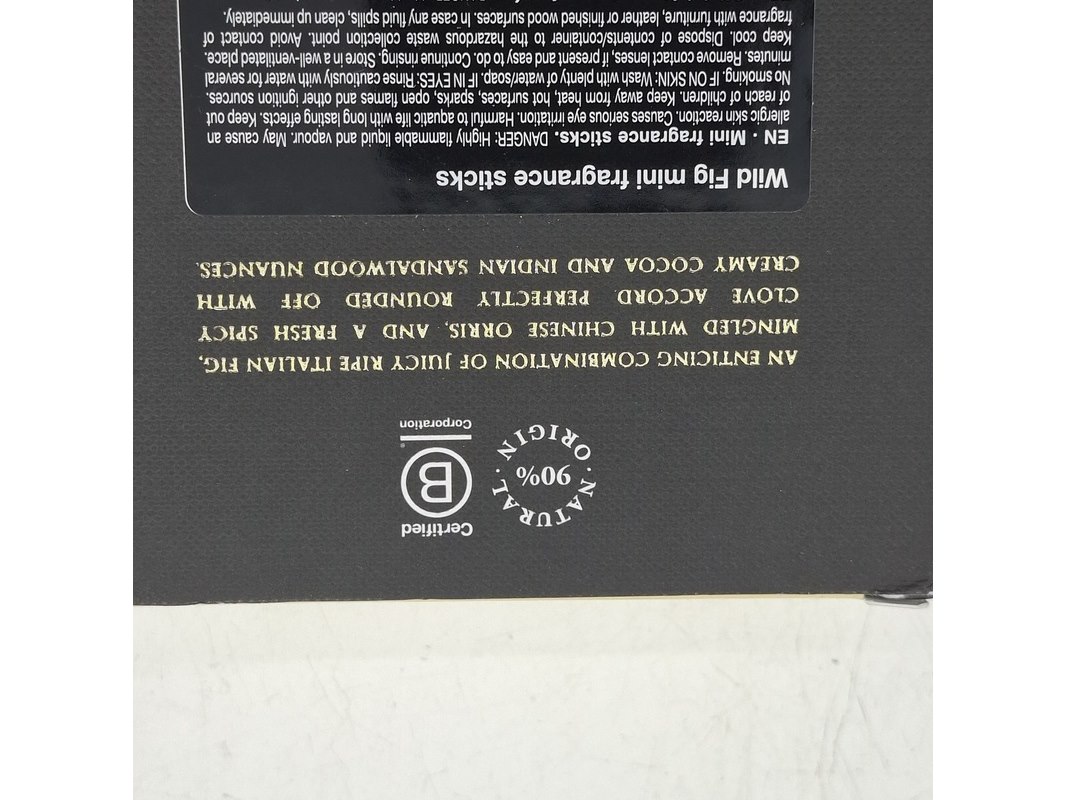 NATURAL · ORIGIN ·
90%
Certified
B
®
Corporation
AN ENTICING COMBINATION OF JUICY RIPE ITALIAN FIG,
MINGLED WITH CHINESE ORRIS, AND A FRESH SPICY
CLOVE ACCORD. PERFECTLY ROUNDED OFF WITH
CREAMY COCOA AND INDIAN SANDALWOOD NUANCES.
Wild Fig mini fragrance sticks
EN · Mini fragrance sticks. DANGER: Highly flammable liquid and vapour. May cause an
allergic skin reaction. Causes serious eye irritation. Harmful to aquatic life with long lasting effects. Keep out
of reach of children. Keep away from heat, hot surfaces, sparks, open flames and other ignition sources.
No smoking. IF ON SKIN: Wash with plenty of water/soap. IF IN EYES: Rinse cautiously with water for several
minutes. Remove contact lenses, if present and easy to do. Continue rinsing. Store in a well-ventilated place.
Keep cool. Dispose of contents/container to the hazardous waste collection point. Avoid contact of
fragrance with furniture, leather or finished wood surfaces. In case any fluid spills, clean up immediately.